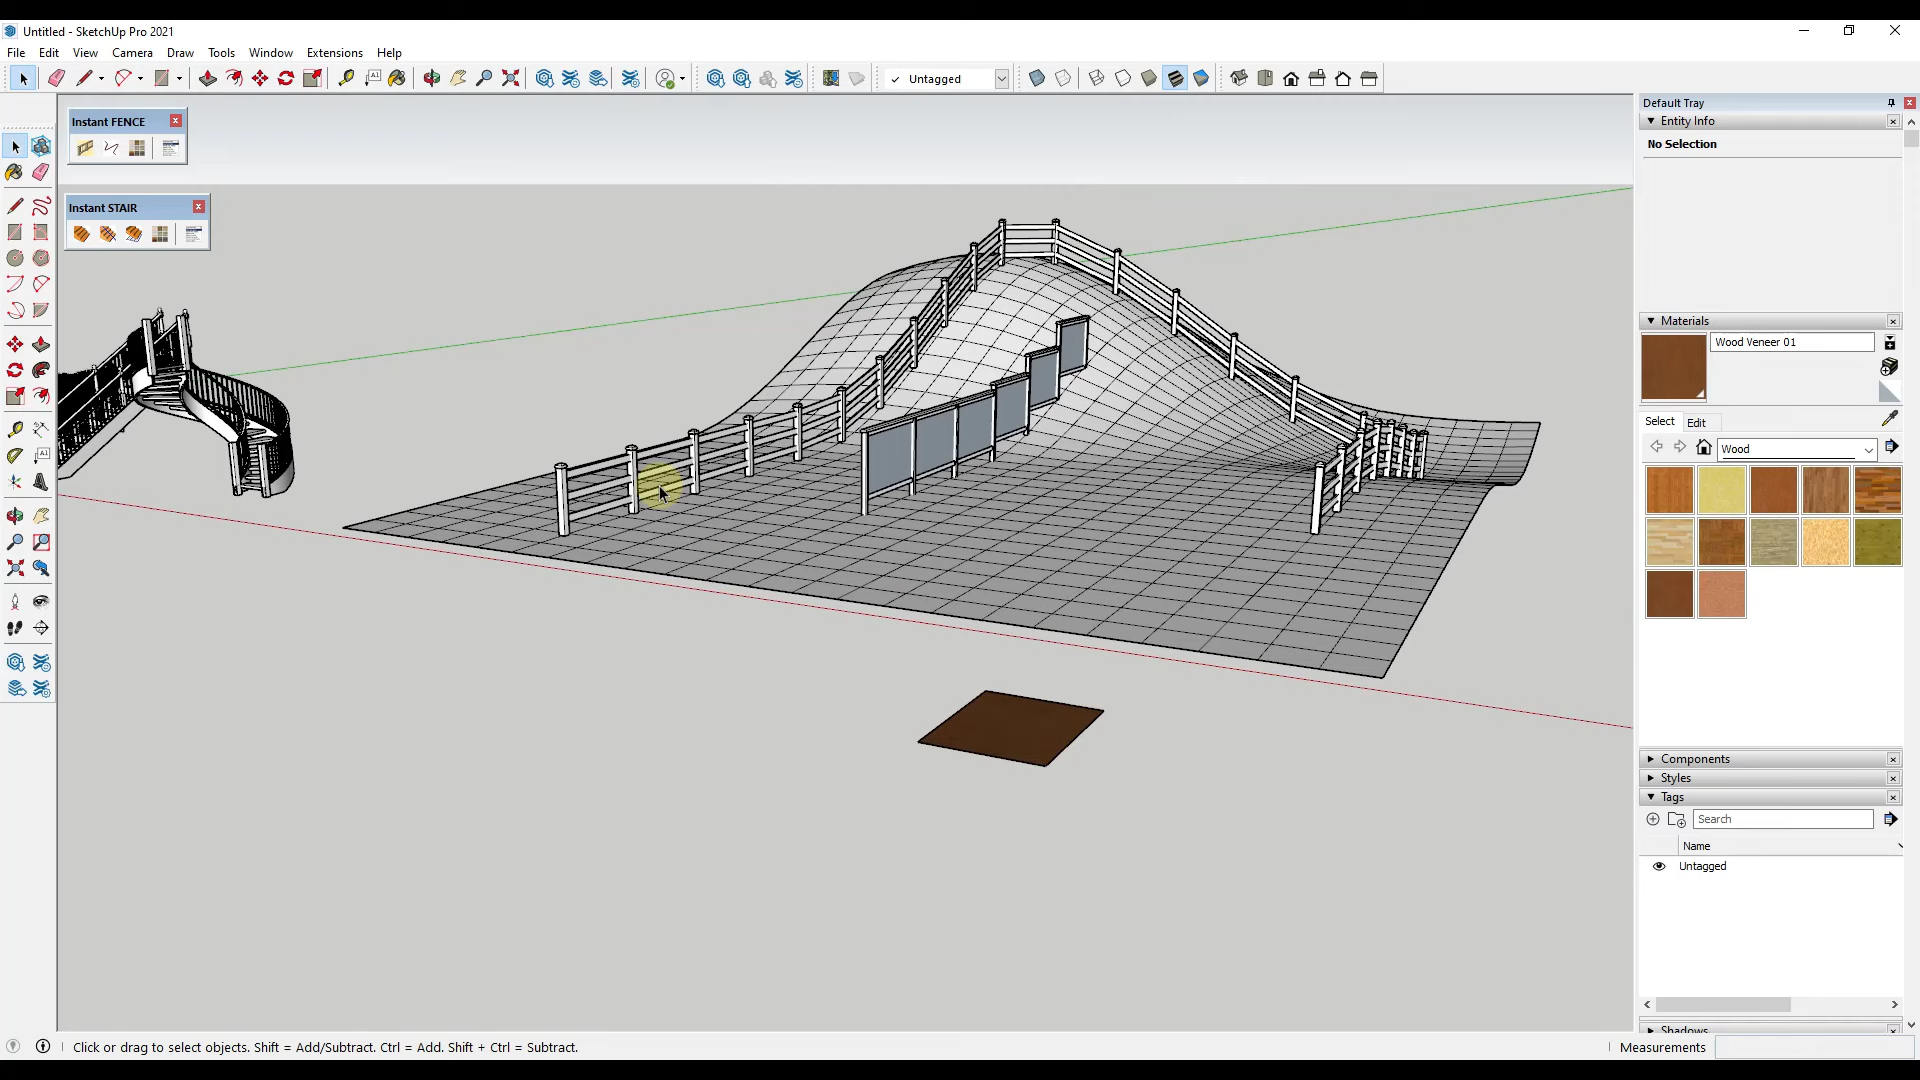 Untitled - SketchUp Pro 2021
File Edit View Camera Draw Tools Window Extensions Help
A1
Untagged
Instant FENCE
Instant STAIR
A1
Default Tray
Entity Info
No Selection
Materials
Wood Veneer 01
Select Edit
Wood
Components
Styles
Tags
Search
Name
Untagged
Shadows
Click or drag to select objects. Shift = Add/Subtract. Ctrl = Add. Shift + Ctrl = Subtract.
Measurements